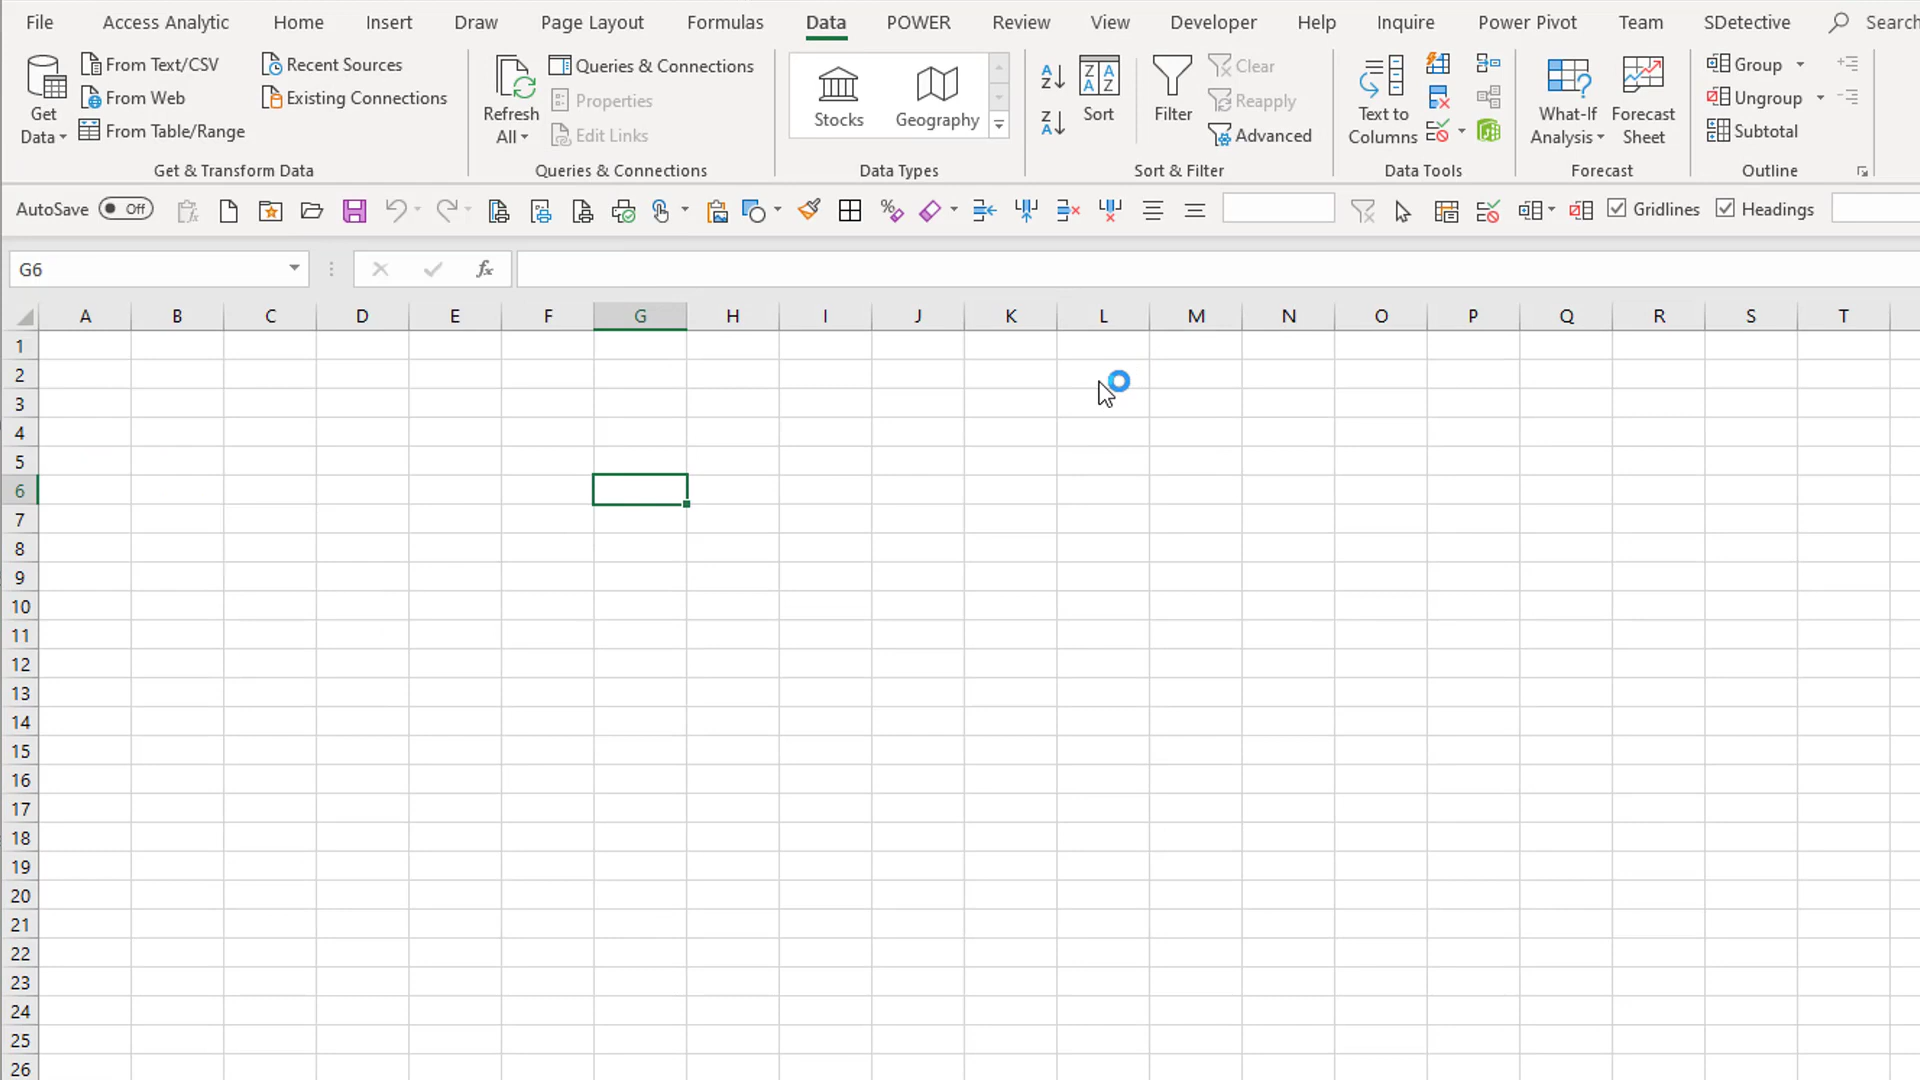 File Access Analytic Home Insert Draw Page Layout Formulas Data POWER Review View Developer Help Inquire Power Pivot Team SDetective Search
Get Data
From Text/CSV
From Web
From Table/Range
Recent Sources
Existing Connections
Get & Transform Data
Refresh All
Queries & Connections
Properties
Edit Links
Queries & Connections
Stocks
Geography
Data Types
Sort
Filter
Clear
Reapply
Advanced
Sort & Filter
Text to Columns
Data Tools
What-If Analysis
Forecast Sheet
Forecast
Group
Ungroup
Subtotal
Outline
AutoSave Off Gridlines Headings
G6 fx
A B C D E F G H I J K L M N O P Q R S T
1
2
3
4
5
6
7
8
9
10
11
12
13
14
15
16
17
18
19
20
21
22
23
24
25
26